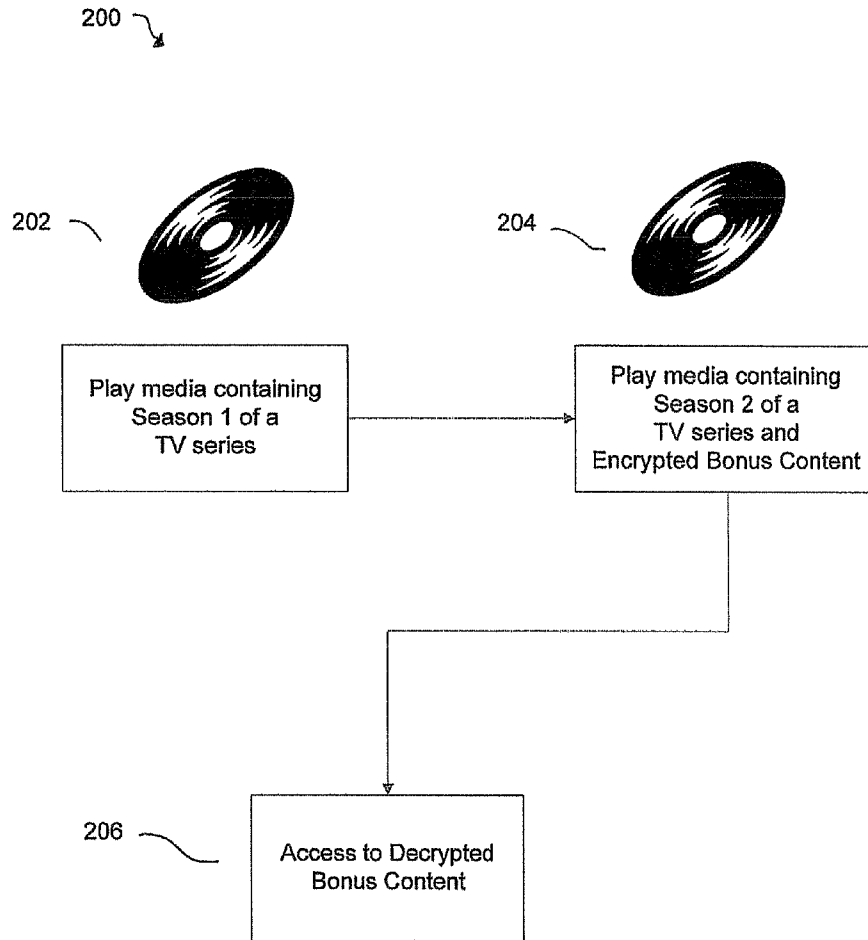 200
202
204
Play media containing
Season 1 of a
TV series
Play media containing
Season 2 of a
TV series and
Encrypted Bonus Content
206
Access to Decrypted
Bonus Content